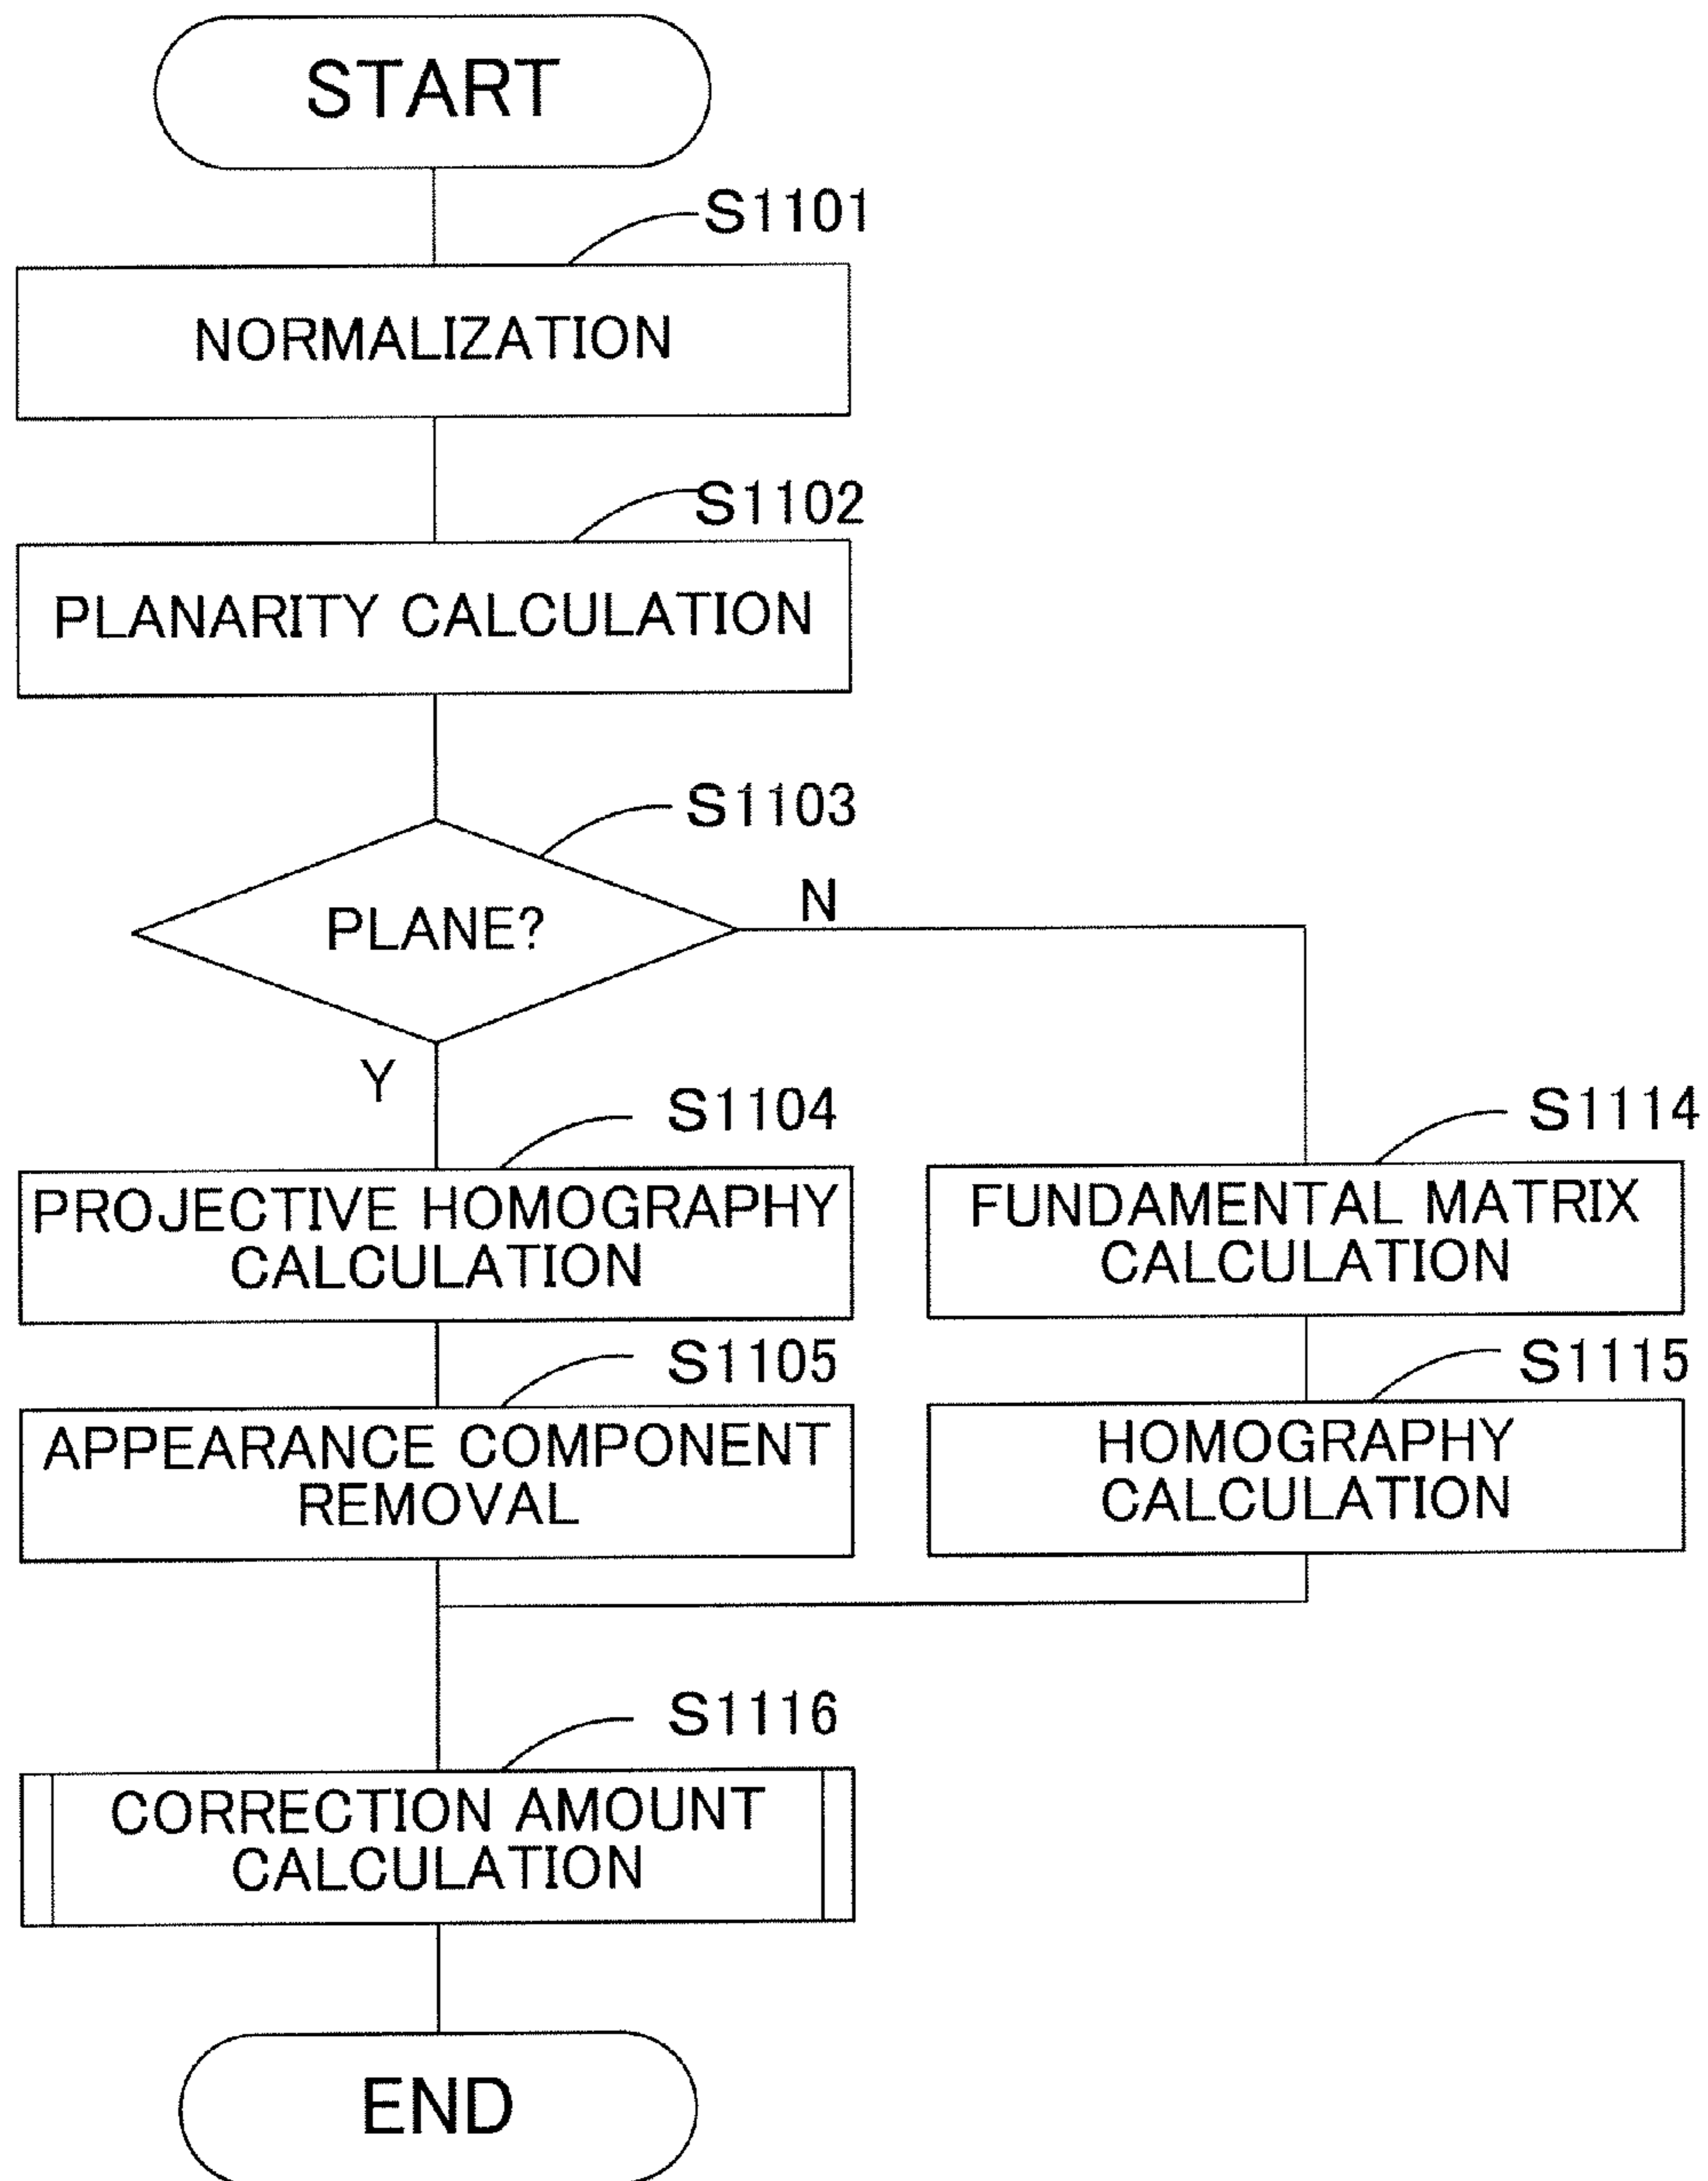 START
S1101
NORMALIZATION
S1102
PLANARITY CALCULATION
S1103
PLANE?
N
Y
S1104
PROJECTIVE HOMOGRAPHY
CALCULATION
S1114
FUNDAMENTAL MATRIX
CALCULATION
S1105
APPEARANCE COMPONENT
REMOVAL
S1115
HOMOGRAPHY
CALCULATION
S1116
CORRECTION AMOUNT
CALCULATION
END